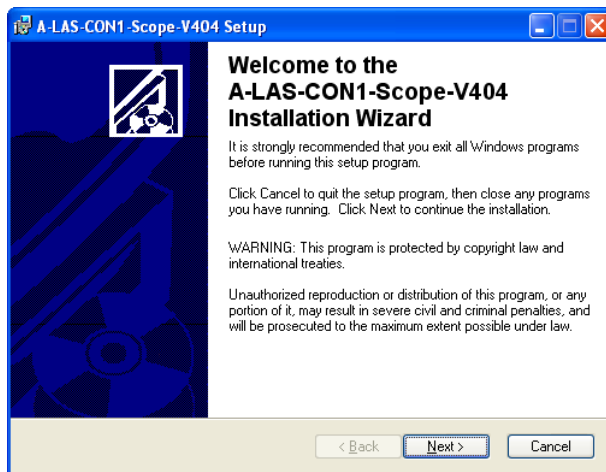 A-LAS-CON1-Scope-V404 Setup
Welcome to the
A-LAS-CON1-Scope-V404
Installation Wizard
It is strongly recommended that you exit all Windows programs
before running this setup program.
Click Cancel to quit the setup program, then close any programs
you have running. Click Next to continue the installation.
WARNING: This program is protected by copyright law and
international treaties.
Unauthorized reproduction or distribution of this program, or any
portion of it, may result in severe civil and criminal penalties, and
will be prosecuted to the maximum extent possible under law.
< Back Next > Cancel